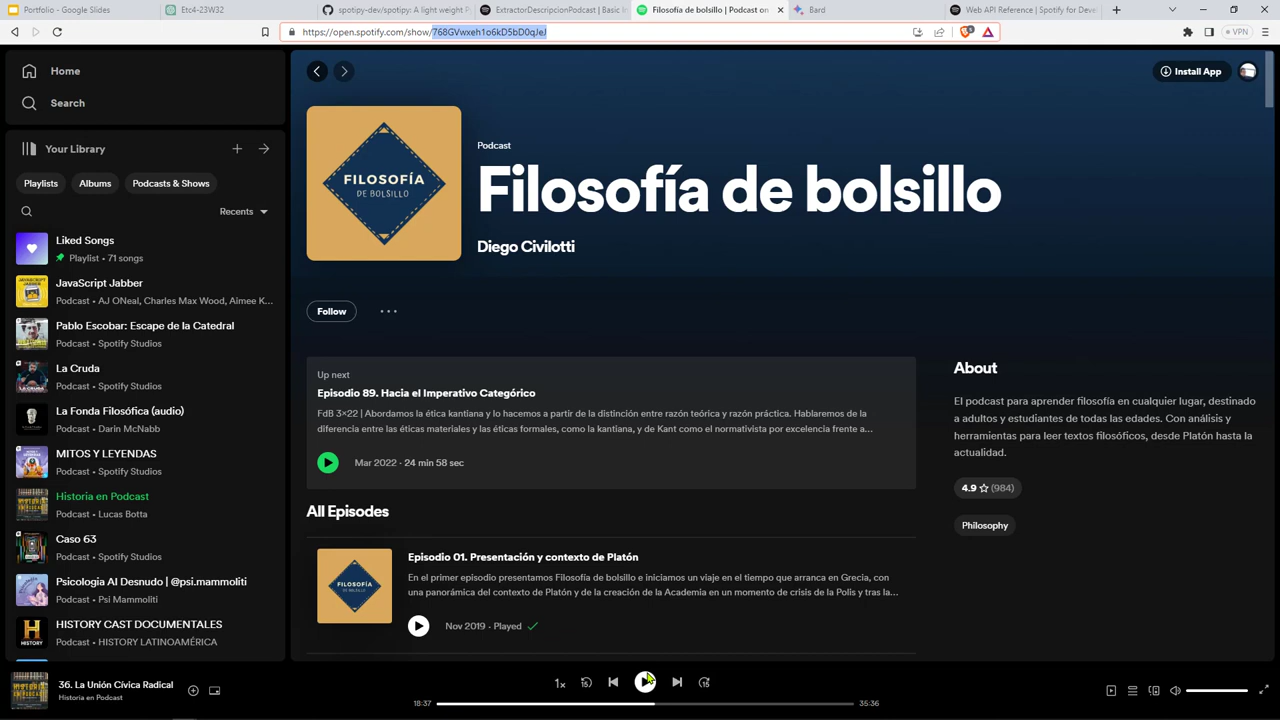 Portfolio - Google Slides
Etc4-23W32
spotipy-dev/spotipy: A light weight P
ExtractorDescripcionPodcast | Basic In
Filosofía de bolsillo | Podcast on
Bard
Web API Reference | Spotify for Devel
https://open.spotify.com/show/768GVwxeh1o6kD5bD0qJeJ
VPN
Home
Search
Your Library
Playlists
Albums
Podcasts & Shows
Recents
Liked Songs
Playlist • 71 songs
JavaScript Jabber
Podcast • AJ ONeal, Charles Max Wood, Aimee K...
Pablo Escobar: Escape de la Catedral
Podcast • Spotify Studios
La Cruda
Podcast • Spotify Studios
La Fonda Filosófica (audio)
Podcast • Darin McNabb
MITOS Y LEYENDAS
Podcast • Spotify Studios
Historia en Podcast
Podcast • Lucas Botta
Caso 63
Podcast • Spotify Studios
Psicologia Al Desnudo | @psi.mammoliti
Podcast • Psi Mammoliti
HISTORY
HISTORY CAST DOCUMENTALES
Podcast • HISTORY LATINOAMÉRICA
Install App
FILOSOFÍA
DE BOLSILLO
Podcast
Filosofía de bolsillo
Diego Civilotti
Follow
Up next
Episodio 89. Hacia el Imperativo Categórico
FdB 3×22 | Abordamos la ética kantiana y lo hacemos a partir de la distinción entre razón teórica y razón práctica. Hablaremos de la
diferencia entre las éticas materiales y las éticas formales, como la kantiana, y de Kant como el normativista por excelencia frente a...
Mar 2022 · 24 min 58 sec
All Episodes
FILOSOFÍA
DE BOLSILLO
Episodio 01. Presentación y contexto de Platón
En el primer episodio presentamos Filosofía de bolsillo e iniciamos un viaje en el tiempo que arranca en Grecia, con
una panorámica del contexto de Platón y de la creación de la Academia en un momento de crisis de la Polis y tras la...
Nov 2019 · Played
About
El podcast para aprender filosofía en cualquier lugar, destinado
a adultos y estudiantes de todas las edades. Con análisis y
herramientas para leer textos filosóficos, desde Platón hasta la
actualidad.
4.9 (984)
Philosophy
36. La Unión Cívica Radical
Historia en Podcast
1x
15
15
18:37
35:36